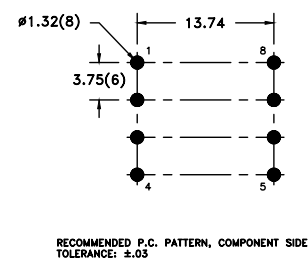 ø1.32(8)
13.74
1
8
3.75(6)
4
5
RECOMMENDED P.C. PATTERN, COMPONENT SIDE
TOLERANCE: ±.03